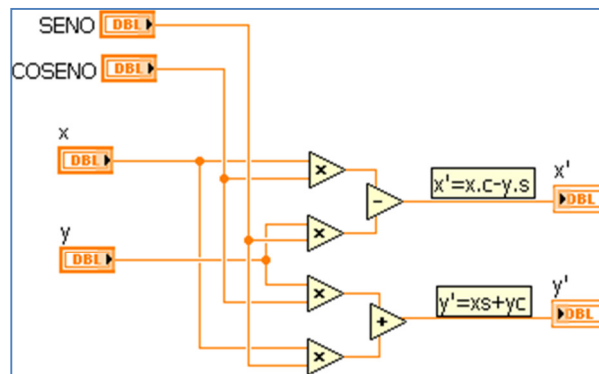 SENO DBL
COSENO DBL
x
DBL
x
x'=x.c-y.s
x'
DBL
-
y
DBL
x
x
y'=xs+yc
y'
DBL
+
x